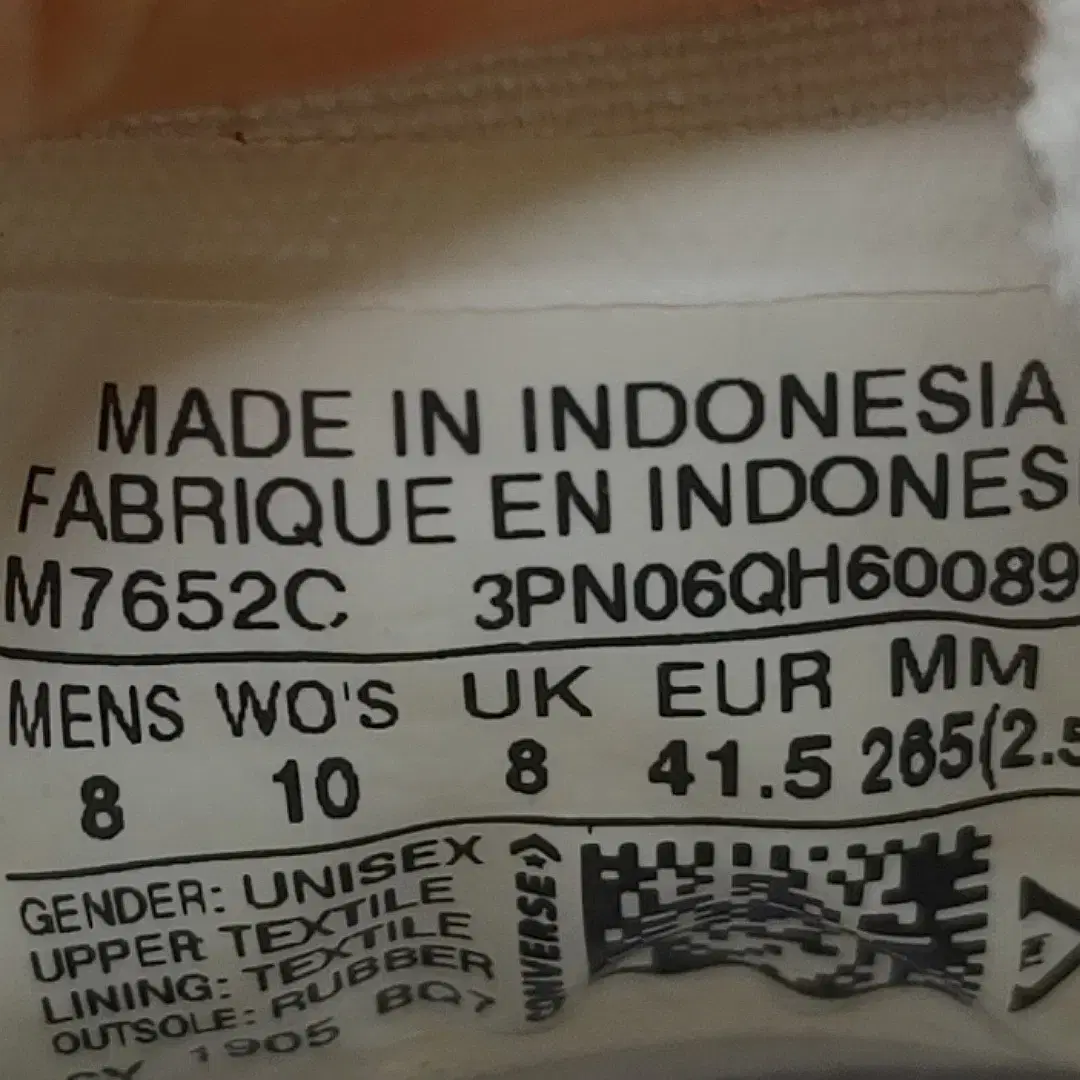 MADE IN INDONESIA
FABRIQUE EN INDONES
M7652C 3PN06QH60089
MENS WO'S UK EUR MM
8 10 8 41.5 265(2.5
GENDER: UNISEX
UPPER: TEXTILE
LINING: TEXTILE
OUTSOLE: RUBBER
1905 BQ>
CONVERSE